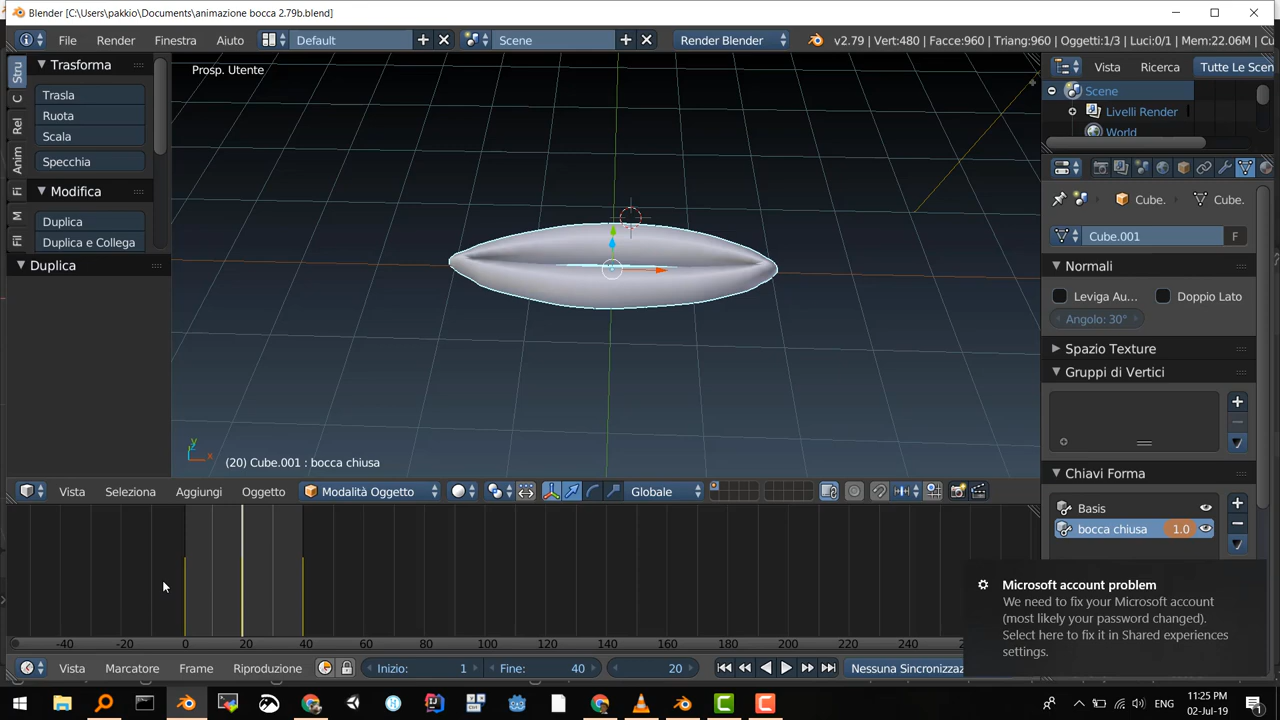 Blender [C:\Users\pakkio\Documents\animazione bocca 2.79b.blend]
File Render Finestra Aiuto Default Scene Render Blender v2.79 | Vert:480 | Facce:960 | Triang:960 | Oggetti:1/3 | Luci:0/1 | Mem:22.06M | Cu
Stru
C
Rel
Anim
Fi
M
Fil
Trasforma
Trasla
Ruota
Scala
Specchia
Modifica
Duplica
Duplica e Collega
Duplica
Prosp. Utente
y
x
(20) Cube.001 : bocca chiusa
Vista Ricerca Tutte Le Scen
Scene
Livelli Render
World
Cube. Cube.
Cube.001 F
Normali
Leviga Au... Doppio Lato
Angolo: 30°
Spazio Texture
Gruppi di Vertici
Chiavi Forma
Basis
bocca chiusa 1.0
Vista Seleziona Aggiungi Oggetto Modalità Oggetto Globale
-40 -20 0 20 40 60 80 100 120 140 160 180 200 220 240
Vista Marcatore Frame Riproduzione Inizio: 1 Fine: 40 20 Nessuna Sincronizzaz
Microsoft account problem
We need to fix your Microsoft account
(most likely your password changed).
Select here to fix it in Shared experiences
settings.
ENG
11:25 PM
02-Jul-19
1